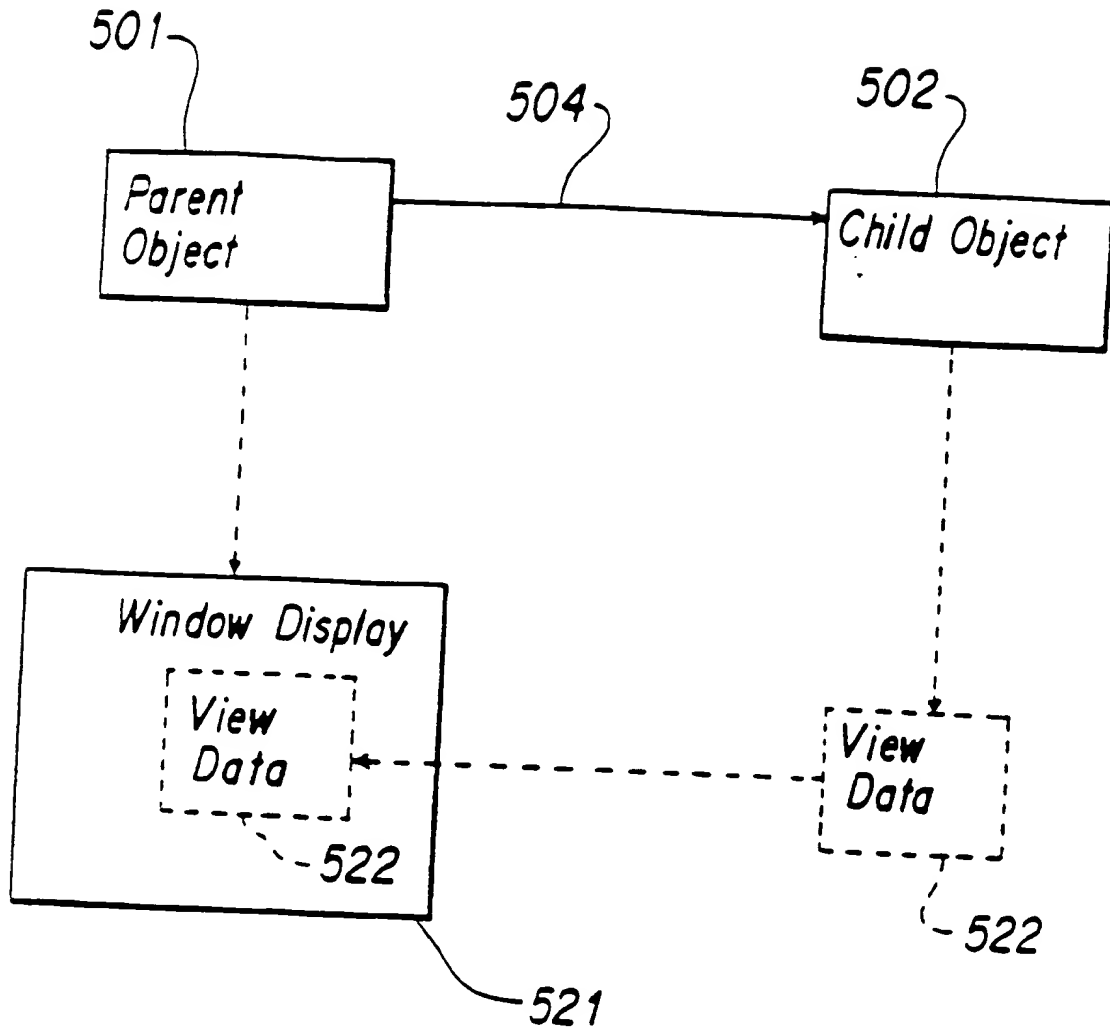 501
504
502
Parent
Object
Child Object
Window Display
View
Data
522
View
Data
522
521